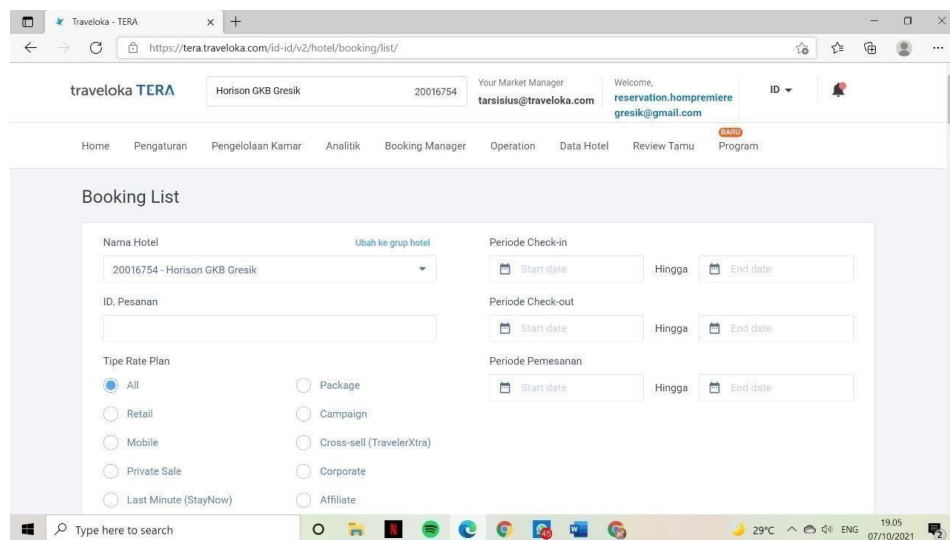 Traveloka - TERA
https://tera.traveloka.com/id-id/v2/hotel/booking/list/
traveloka TERA
Horison GKB Gresik 20016754
Your Market Manager
tarsisius@traveloka.com
Welcome,
reservation.hompremiere
gresik@gmail.com
ID
BARU
Home Pengaturan Pengelolaan Kamar Analitik Booking Manager Operation Data Hotel Review Tamu Program
Booking List
Nama Hotel Ubah ke grup hotel
20016754 - Horison GKB Gresik
ID. Pesanan
Tipe Rate Plan
All Package
Retail Campaign
Mobile Cross-sell (TravelerXtra)
Private Sale Corporate
Last Minute (StayNow) Affiliate
Periode Check-in
Start date Hingga End date
Periode Check-out
Start date Hingga End date
Periode Pemesanan
Start date Hingga End date
Type here to search
N
45
29°C ENG
19.05
07/10/2021
2